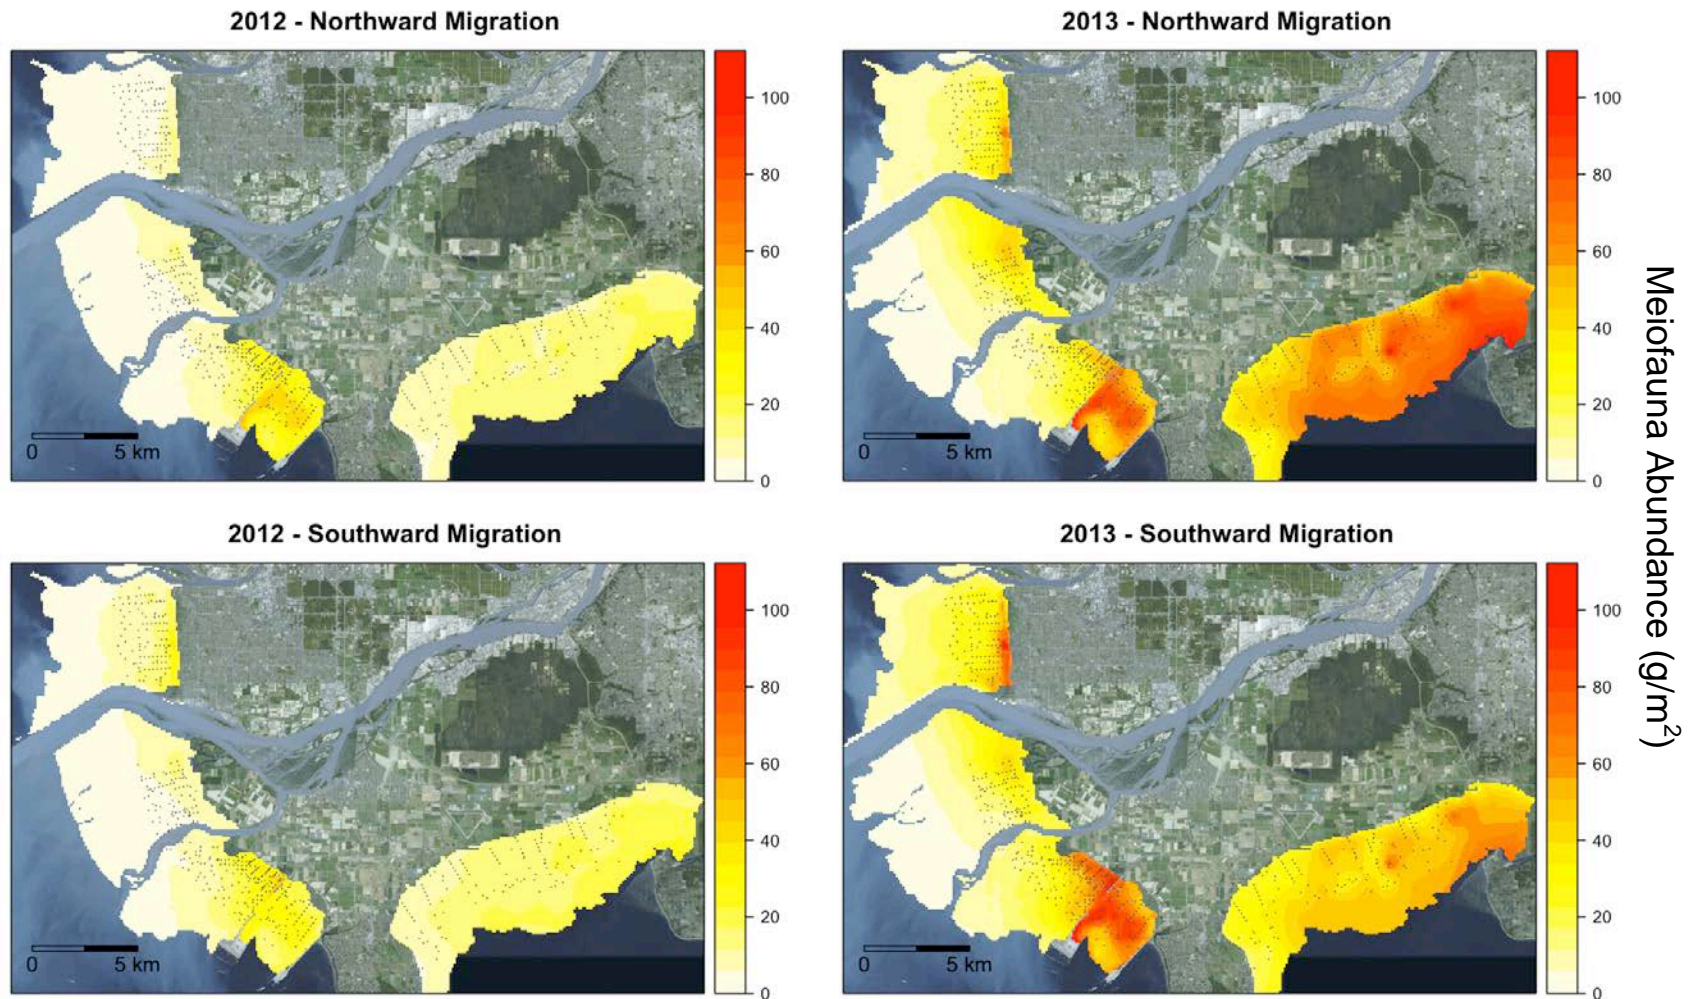 2012 - Northward Migration
100
80
60
40
20
0
0 5 km
2013 - Northward Migration
100
80
60
40
20
0
0 5 km
2012 - Southward Migration
100
80
60
40
20
0
0 5 km
2013 - Southward Migration
100
80
60
40
20
0
0 5 km
Meiofauna Abundance (g/m²)